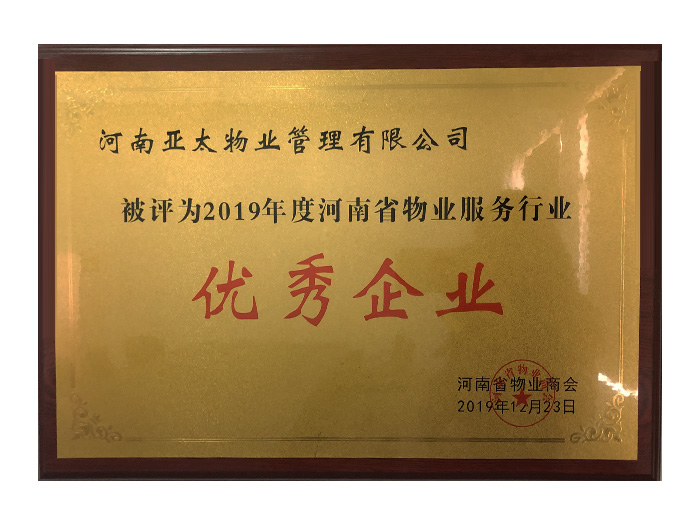 河南亚太物业管理有限公司
被评为2019年度河南省物业服务行业
优秀企业
河南省物业商会
2019年12月23日